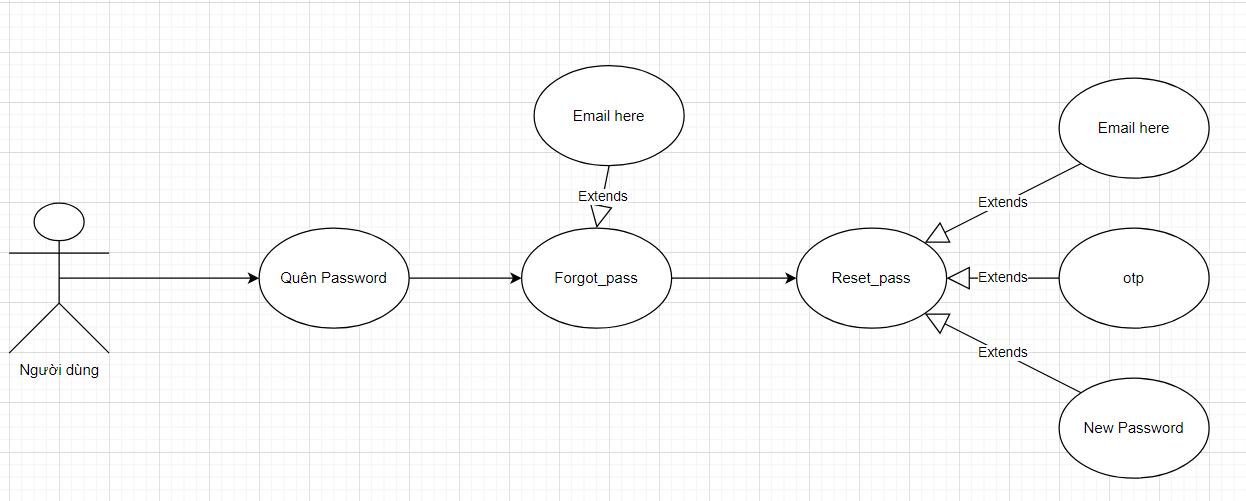 Email here
Email here
Extends
Extends
Quên Password
Forgot_pass
Reset_pass
Extends
otp
Extends
Người dùng
New Password